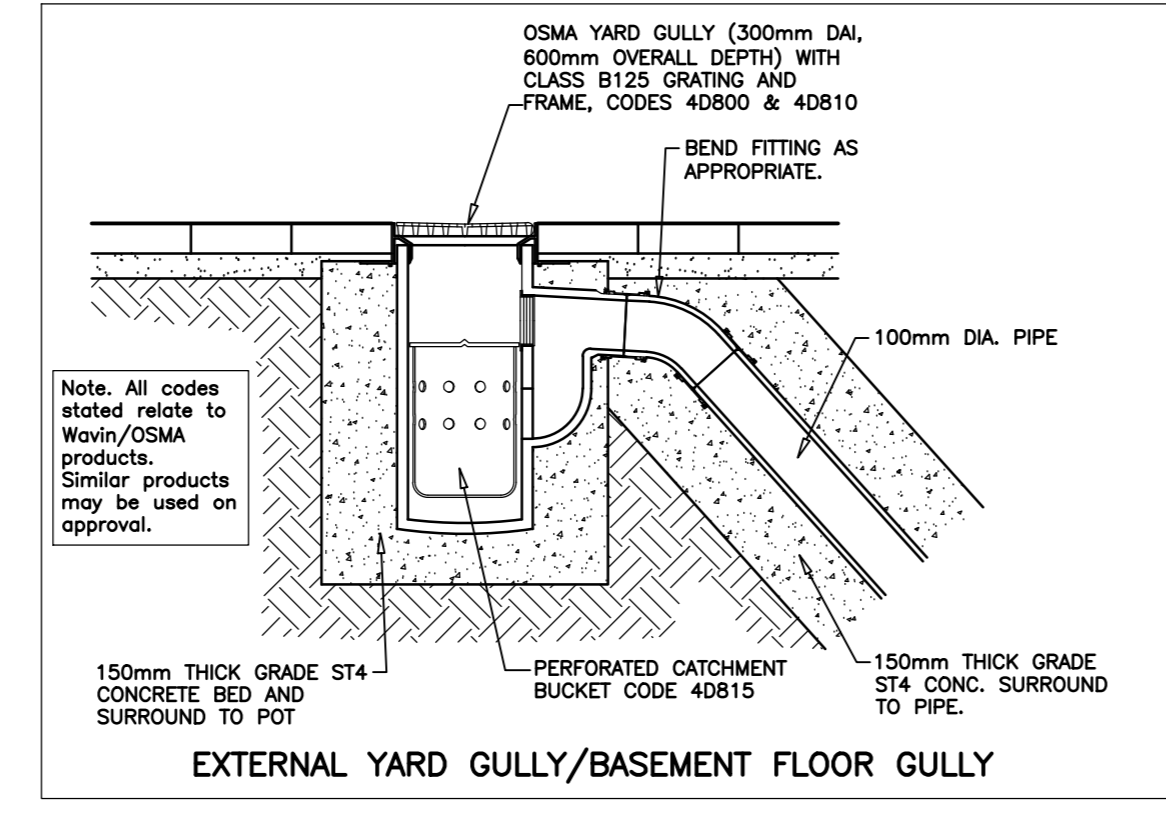 OSMA YARD GULLY (300mm DAI,
600mm OVERALL DEPTH) WITH
CLASS B125 GRATING AND
FRAME, CODES 4D800 & 4D810
BEND FITTING AS
APPROPRIATE.
100mm DIA. PIPE
Note. All codes
stated relate to
Wavin/OSMA
products.
Similar products
may be used on
approval.
150mm THICK GRADE ST4
CONCRETE BED AND
SURROUND TO POT
PERFORATED CATCHMENT
BUCKET CODE 4D815
150mm THICK GRADE
ST4 CONC. SURROUND
TO PIPE.
EXTERNAL YARD GULLY/BASEMENT FLOOR GULLY